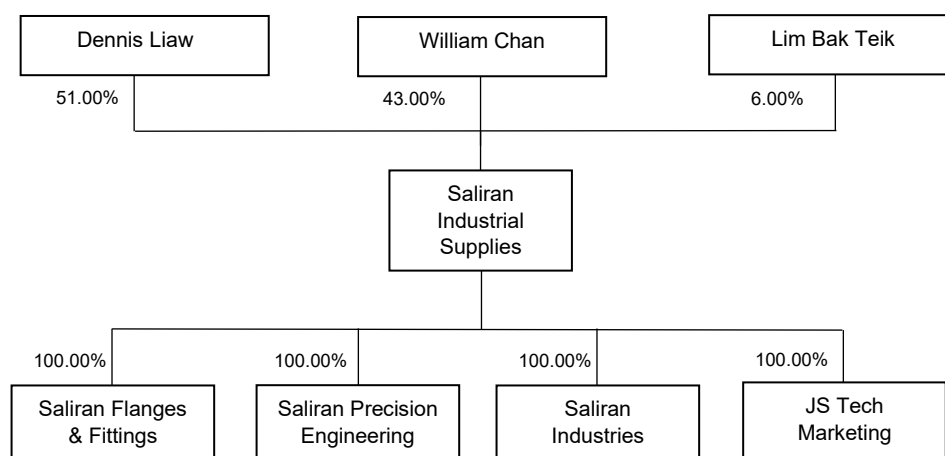 Dennis Liaw
William Chan
Lim Bak Teik
51.00%
43.00%
6.00%
Saliran
Industrial
Supplies
100.00%
100.00%
100.00%
100.00%
Saliran Flanges
& Fittings
Saliran Precision
Engineering
Saliran
Industries
JS Tech
Marketing